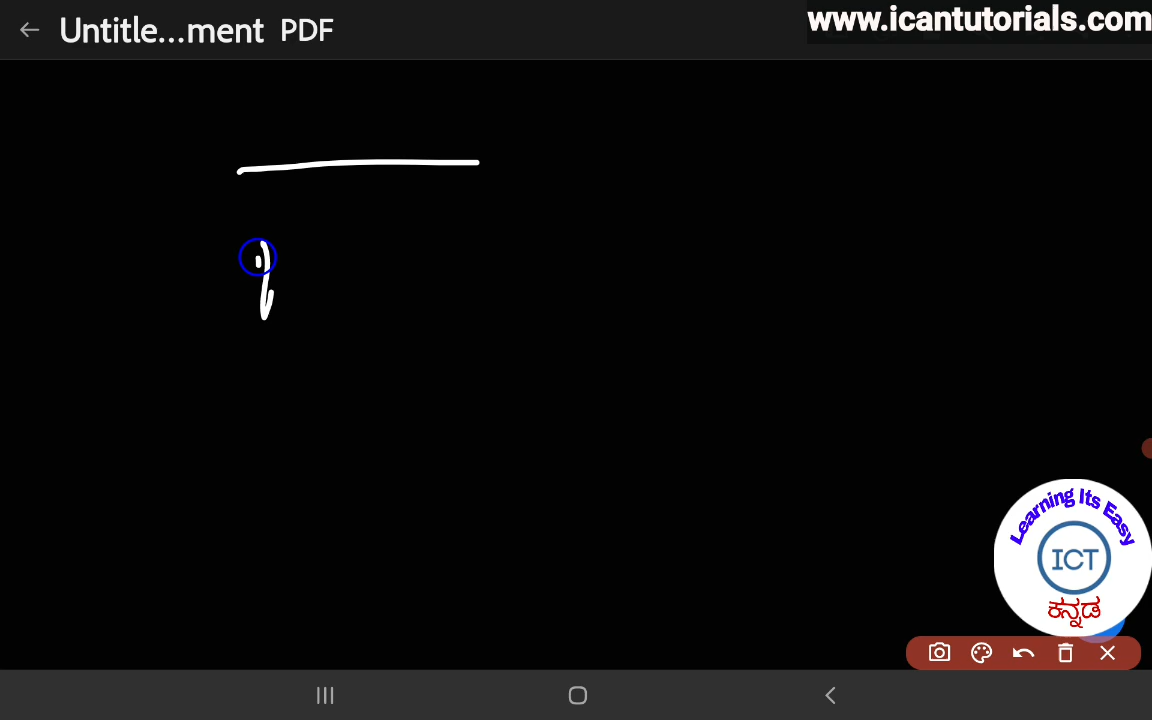 Untitle...ment PDF
www.icantutorials.com
Learning Its Easy
ICT
ಕನ್ನಡ